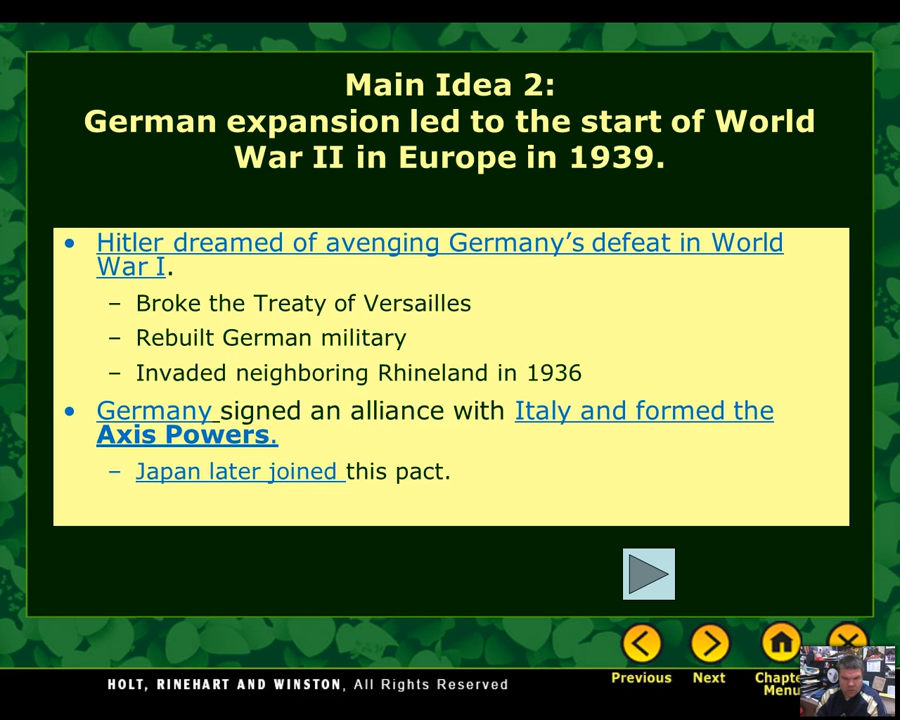 Main Idea 2:
German expansion led to the start of World
War II in Europe in 1939.
• Hitler dreamed of avenging Germany’s defeat in World
War I.
– Broke the Treaty of Versailles
– Rebuilt German military
– Invaded neighboring Rhineland in 1936
• Germany signed an alliance with Italy and formed the
Axis Powers.
– Japan later joined this pact.
Previous
Next
Menu
HOLT, RINEHART AND WINSTON, All Rights Reserved